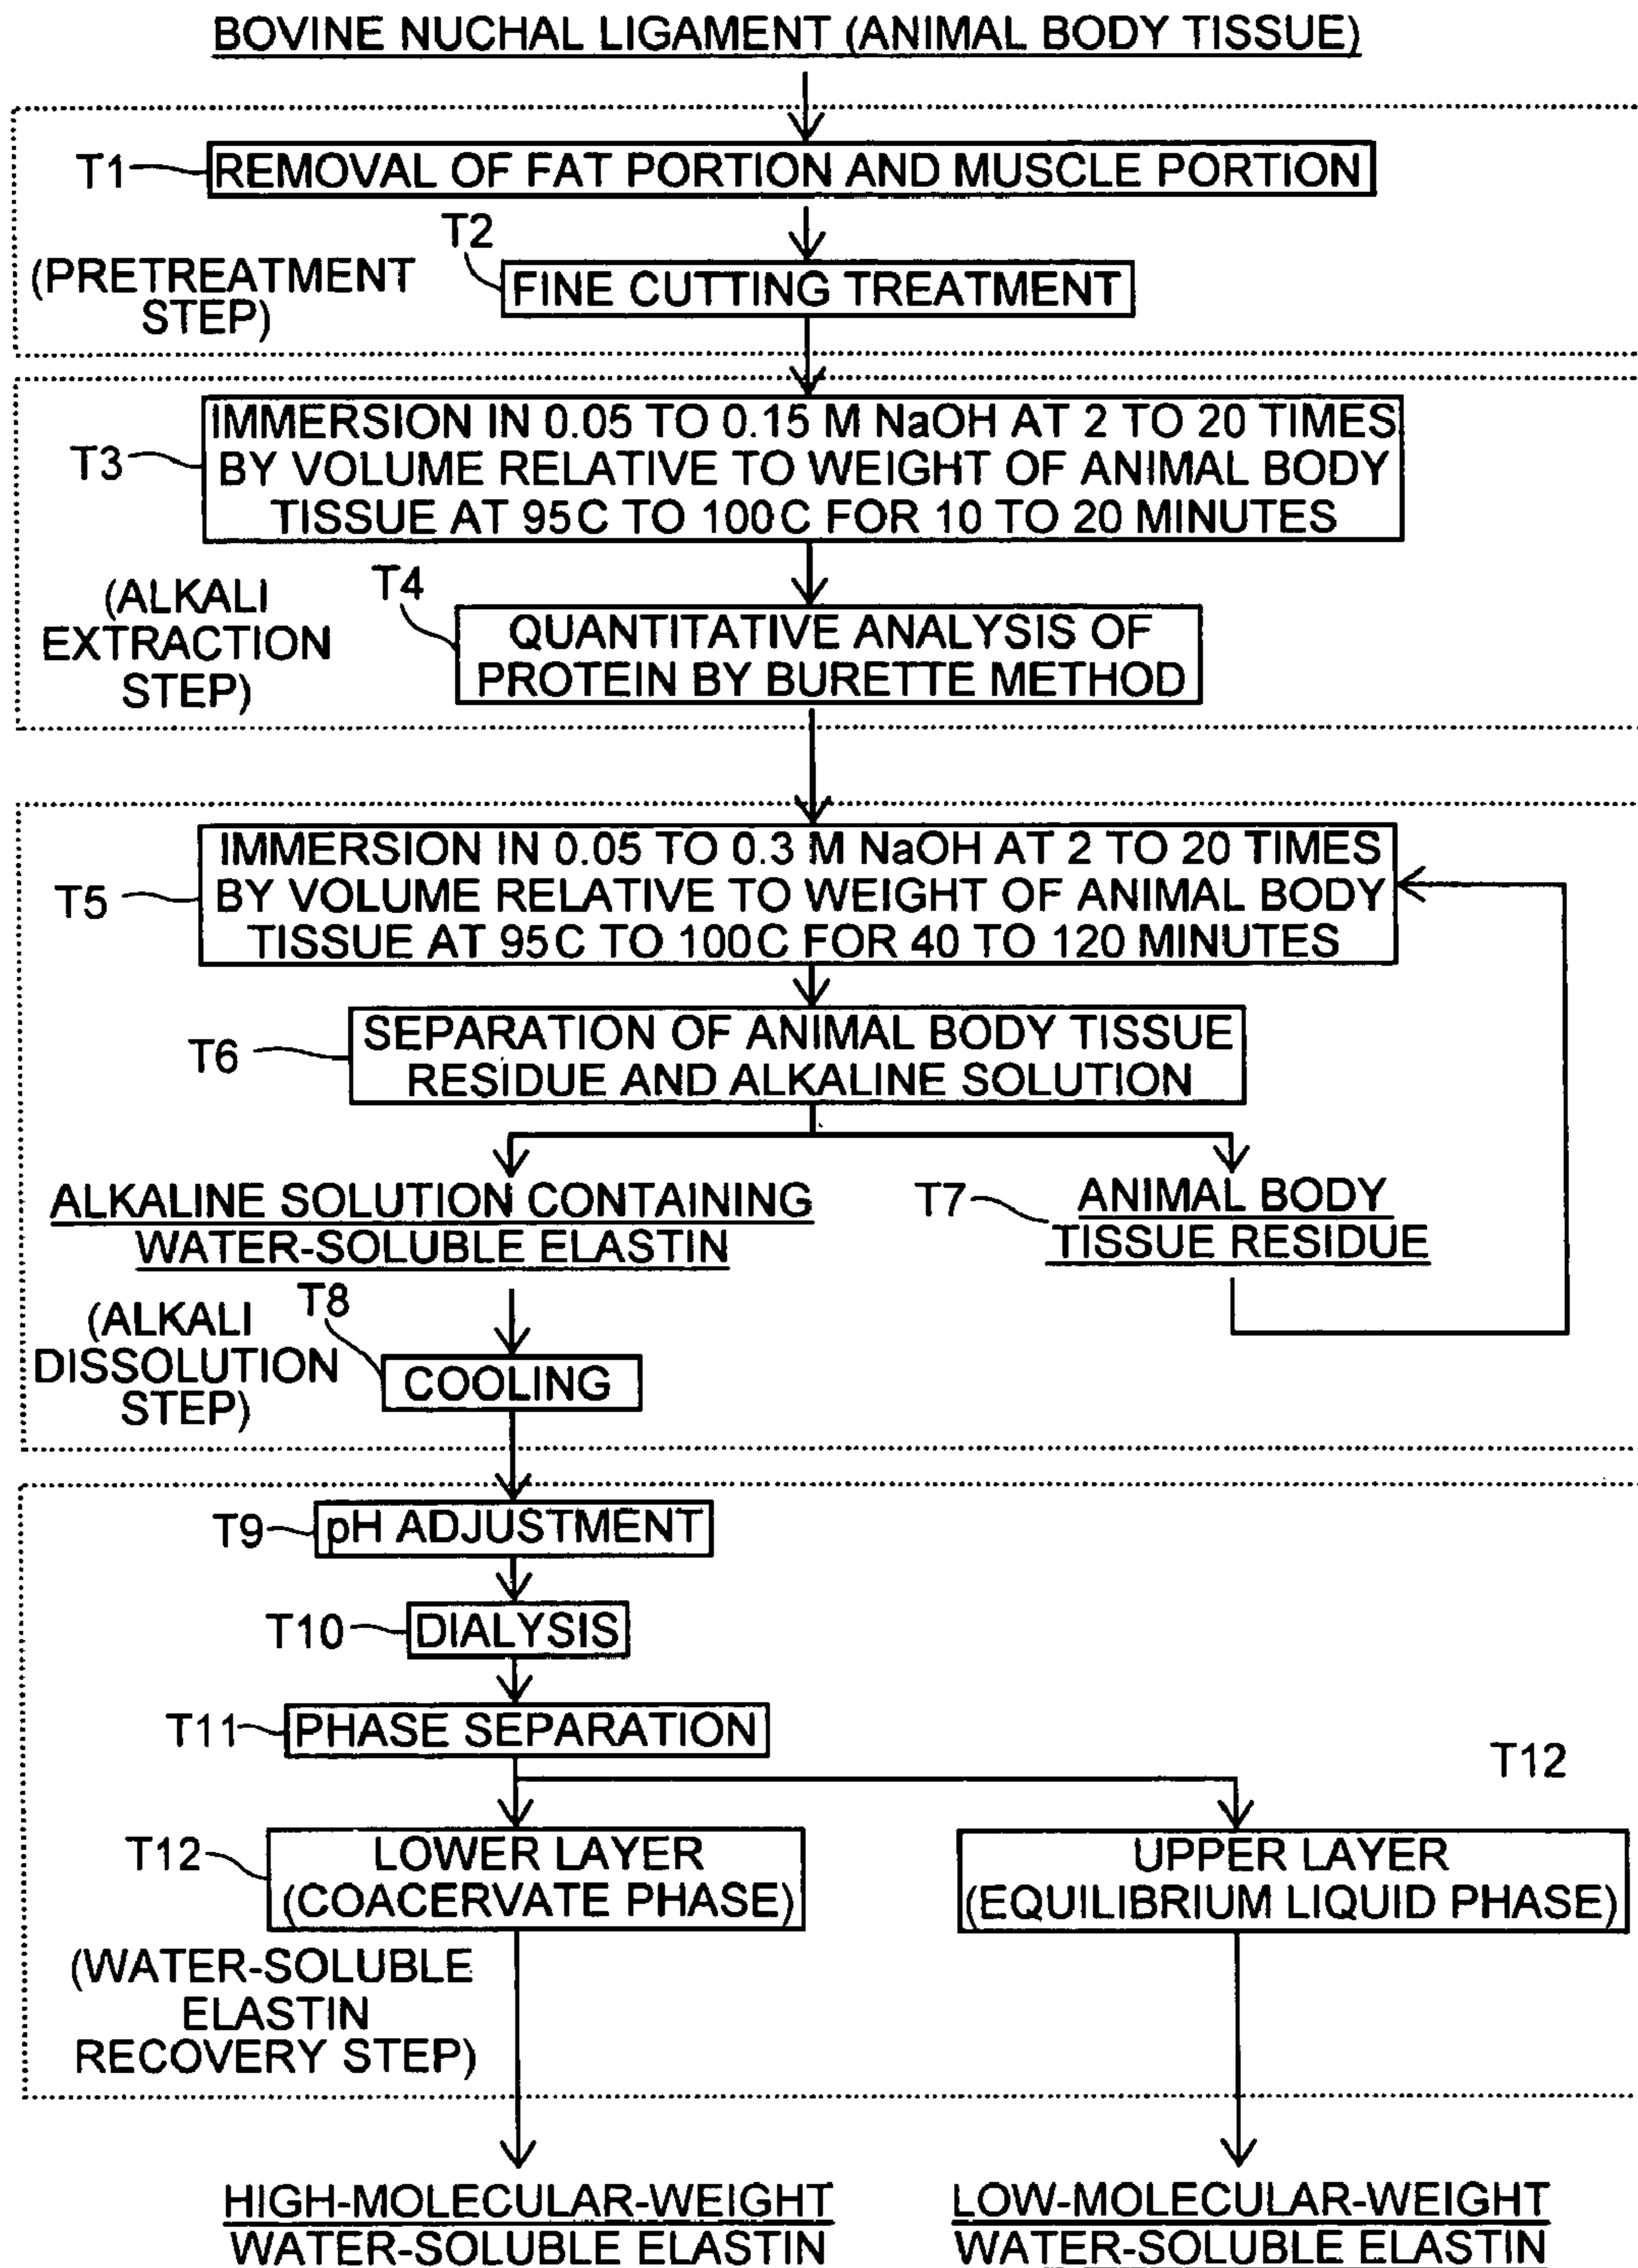 BOVINE NUCHAL LIGAMENT (ANIMAL BODY TISSUE)
T1
REMOVAL OF FAT PORTION AND MUSCLE PORTION
T2
(PRETREATMENT
STEP)
FINE CUTTING TREATMENT
T3
IMMERSION IN 0.05 TO 0.15 M NaOH AT 2 TO 20 TIMES
BY VOLUME RELATIVE TO WEIGHT OF ANIMAL BODY
TISSUE AT 95C TO 100C FOR 10 TO 20 MINUTES
(ALKALI
EXTRACTION
STEP)
T4
QUANTITATIVE ANALYSIS OF
PROTEIN BY BURETTE METHOD
T5
IMMERSION IN 0.05 TO 0.3 M NaOH AT 2 TO 20 TIMES
BY VOLUME RELATIVE TO WEIGHT OF ANIMAL BODY
TISSUE AT 95C TO 100C FOR 40 TO 120 MINUTES
T6
SEPARATION OF ANIMAL BODY TISSUE
RESIDUE AND ALKALINE SOLUTION
ALKALINE SOLUTION CONTAINING
WATER-SOLUBLE ELASTIN
T7
ANIMAL BODY
TISSUE RESIDUE
(ALKALI
DISSOLUTION
STEP)
T8
COOLING
T9
pH ADJUSTMENT
T10
DIALYSIS
T11
PHASE SEPARATION
T12
T12
LOWER LAYER
(COACERVATE PHASE)
UPPER LAYER
(EQUILIBRIUM LIQUID PHASE)
(WATER-SOLUBLE
ELASTIN
RECOVERY STEP)
HIGH-MOLECULAR-WEIGHT
WATER-SOLUBLE ELASTIN
LOW-MOLECULAR-WEIGHT
WATER-SOLUBLE ELASTIN